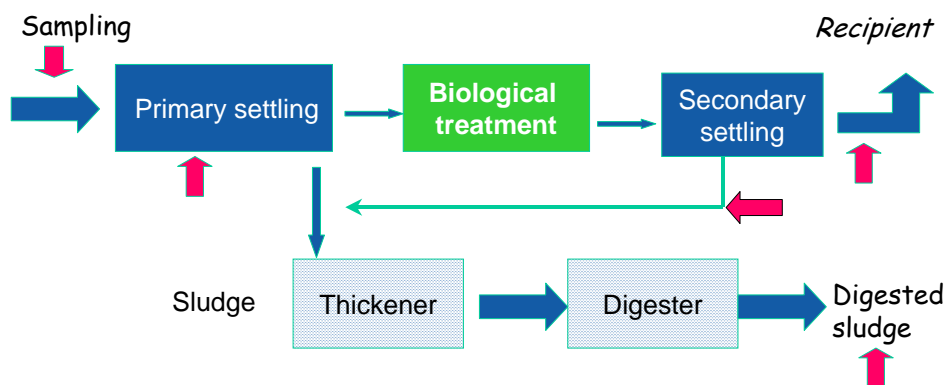 Sampling
Recipient
Primary settling
Biological
treatment
Secondary
settling
Sludge
Thickener
Digester
Digested
sludge